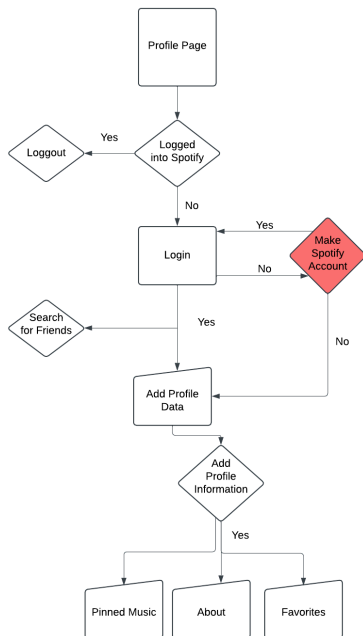 Profile Page
Yes
Logged
into Spotify
Loggout
No
Yes
Make
Spotify
Account
Login
No
Search
for Friends
Yes
No
Add Profile
Data
Add
Profile
Information
Yes
Pinned Music
About
Favorites